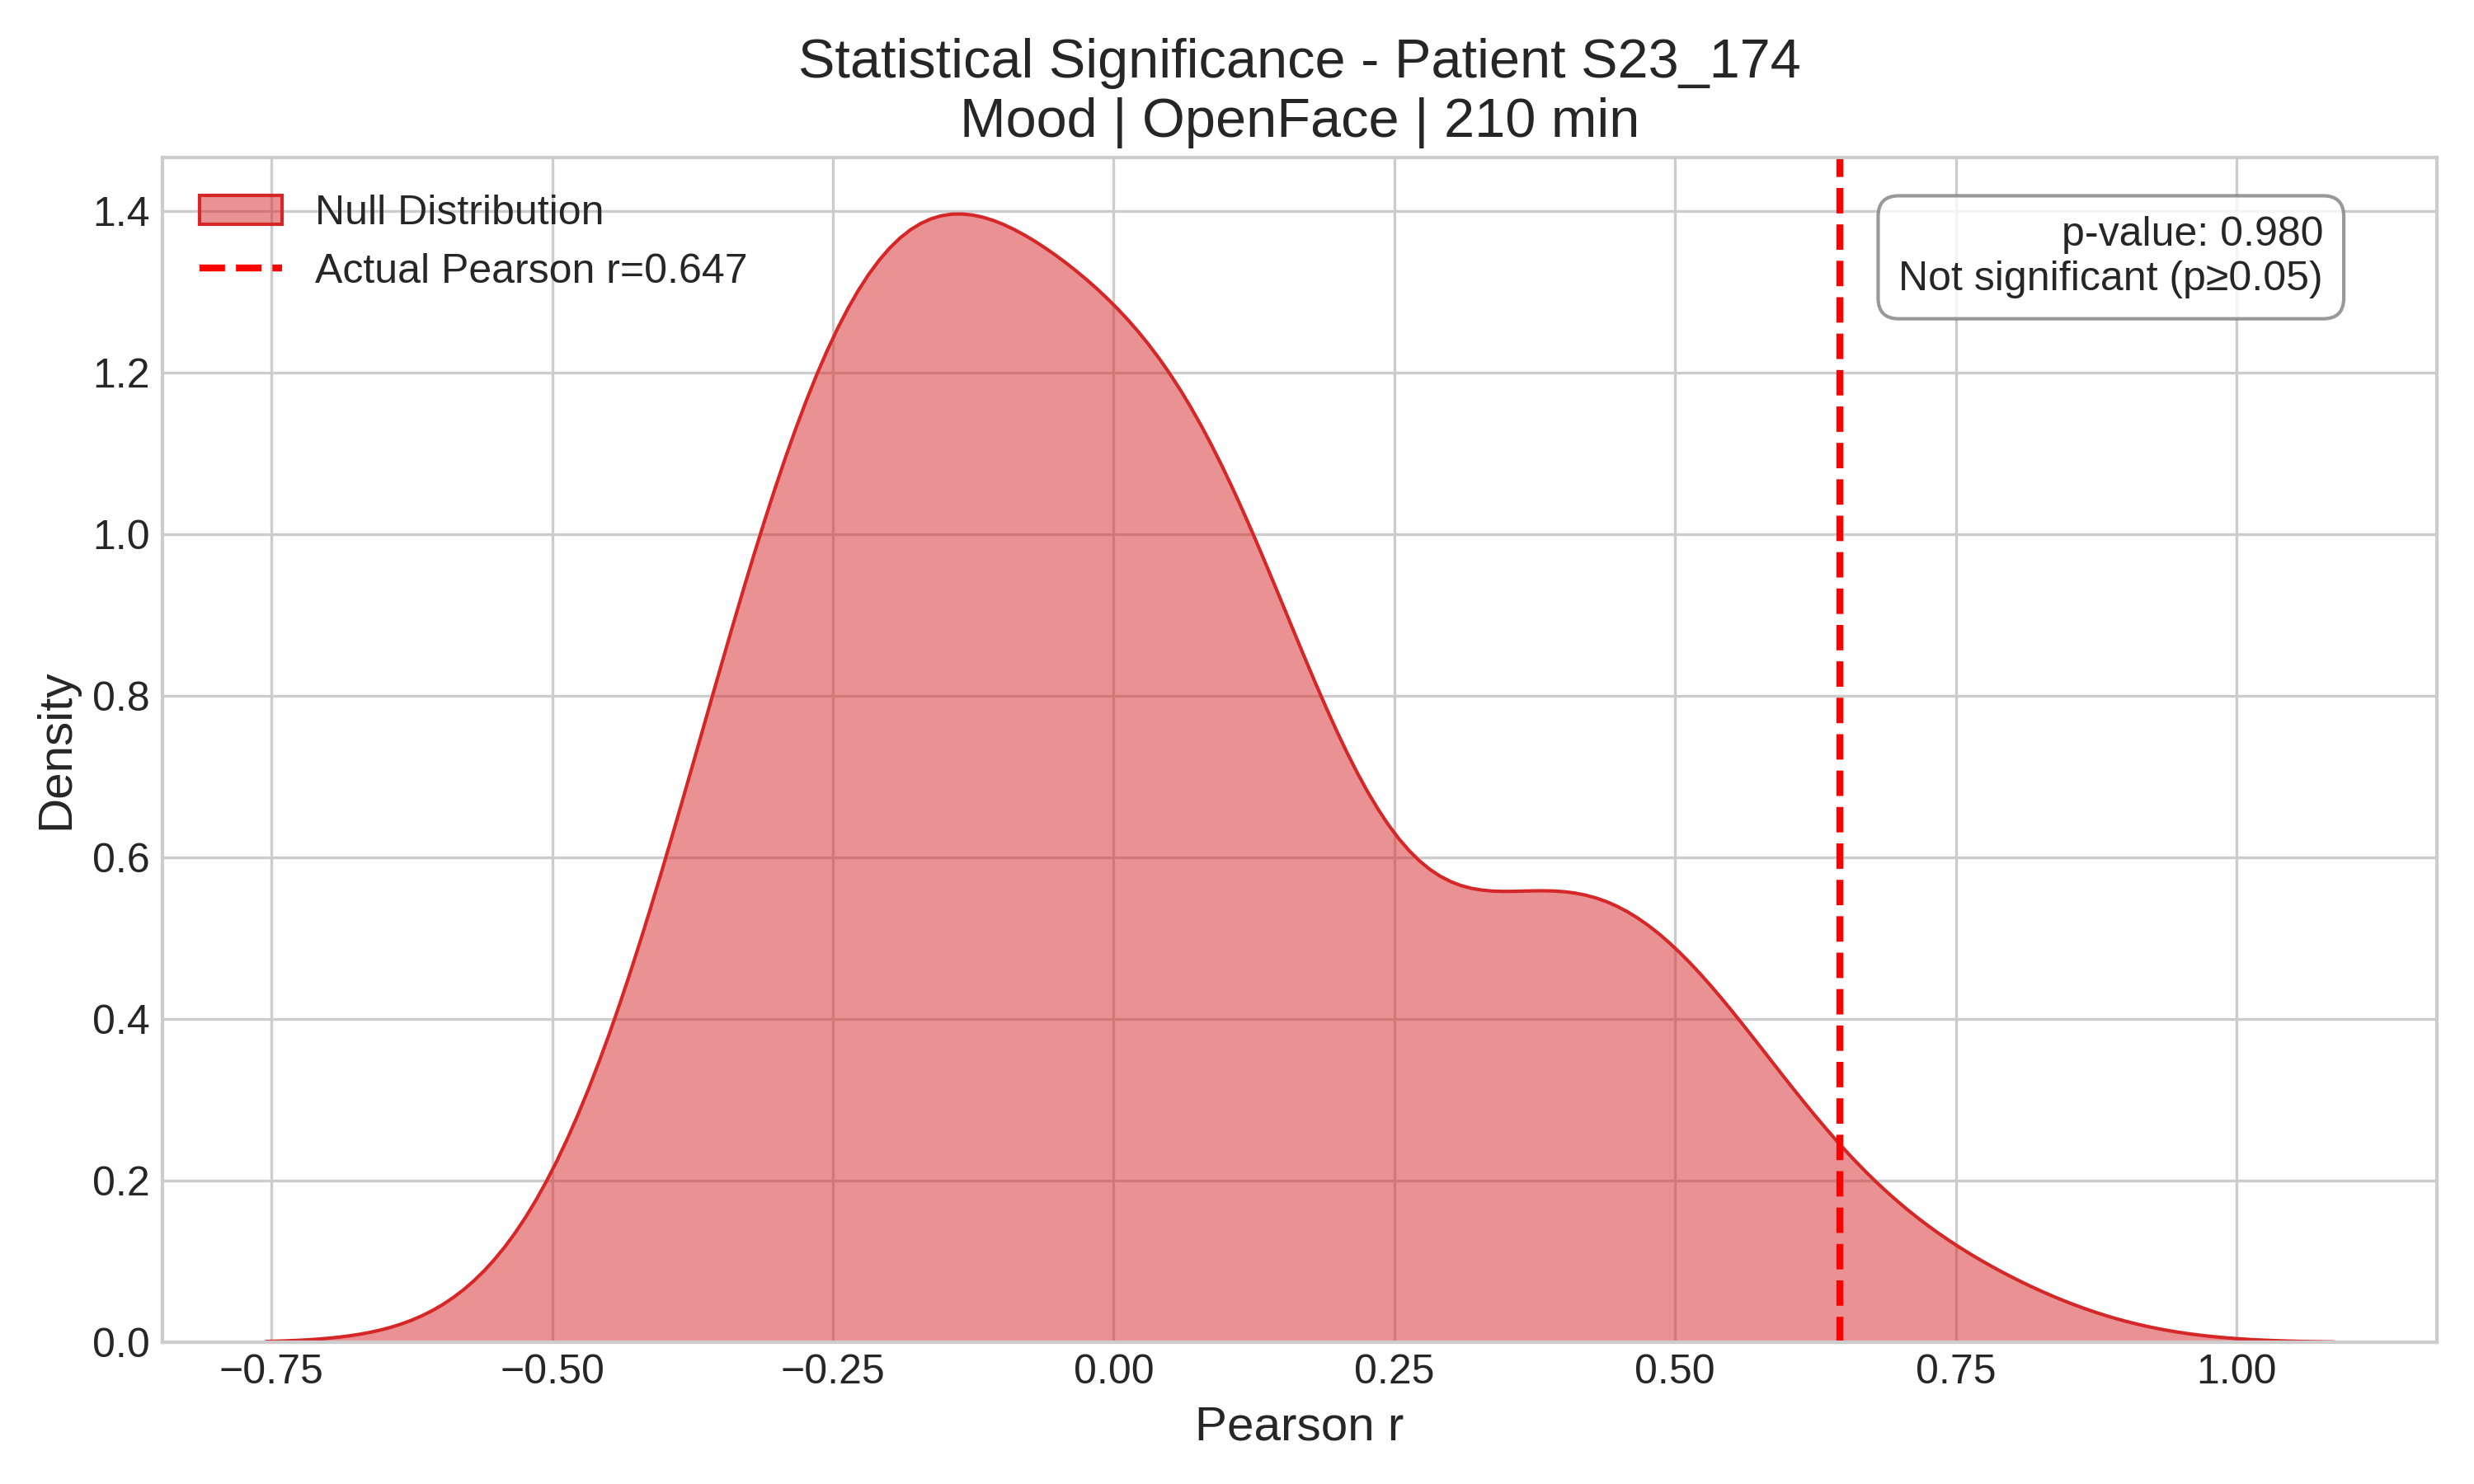 Statistical Significance - Patient S23_174
Mood | OpenFace | 210 min
Null Distribution
Actual Pearson r=0.647
p-value: 0.980
Not significant (p≥0.05)
Density
1.4
1.2
1.0
0.8
0.6
0.4
0.2
0.0
−0.75
−0.50
−0.25
0.00
0.25
0.50
0.75
1.00
Pearson r